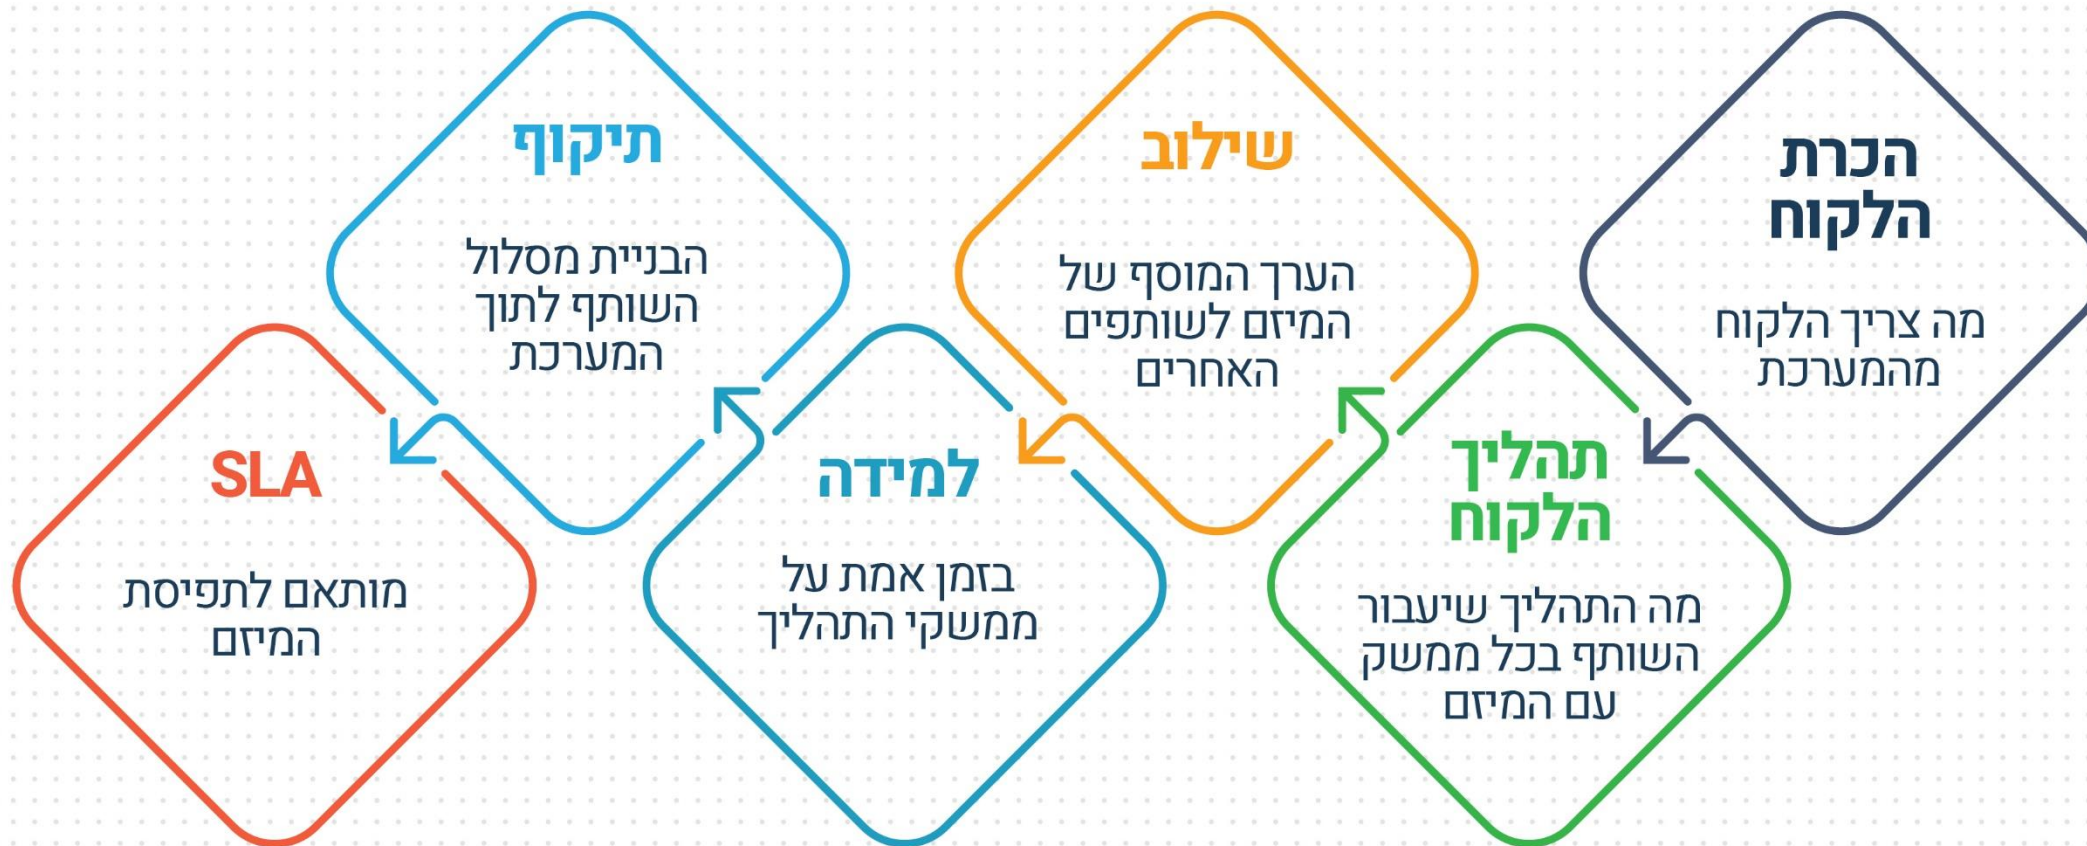 הכרת
הלקוח
מה צריך הלקוח
מהמערכת
תהליך
הלקוח
מה התהליך שיעבור
השותף בכל ממשק
עם המיזם
שילוב
הערך המוסף של
המיזם לשותפים
האחרים
למידה
בזמן אמת על
ממשקי התהליך
תיקוף
הבניית מסלול
השותף לתוך
המערכת
SLA
מותאם לתפיסת
המיזם